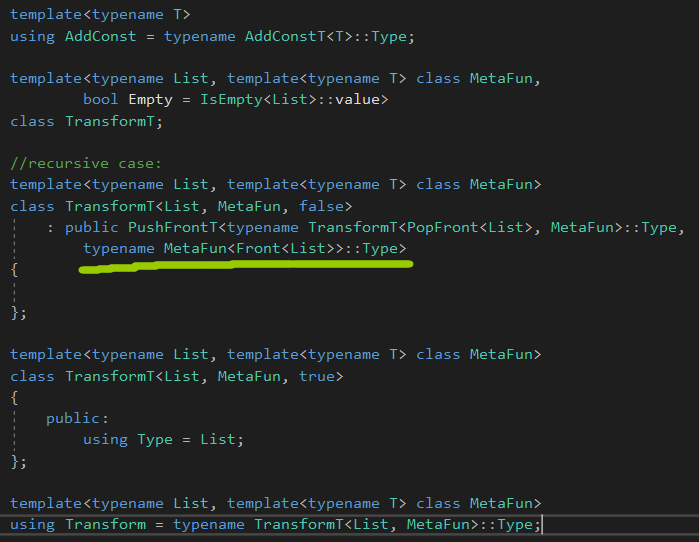 template<typename T>
using AddConst = typename AddConstT<T>::Type;
template<typename List, template<typename T> class MetaFun,
bool Empty = IsEmpty<List>::value>
class TransformT;
//recursive case:
template<typename List, template<typename T> class MetaFun>
class TransformT<List, MetaFun, false>
: public PushFrontT<typename TransformT<PopFront<List>, MetaFun>::Type,
typename MetaFun<Front<List>>::Type>
{
};
template<typename List, template<typename T> class MetaFun>
class TransformT<List, MetaFun, true>
{
public:
using Type = List;
};
template<typename List, template<typename T> class MetaFun>
using Transform = typename TransformT<List, MetaFun>::Type;